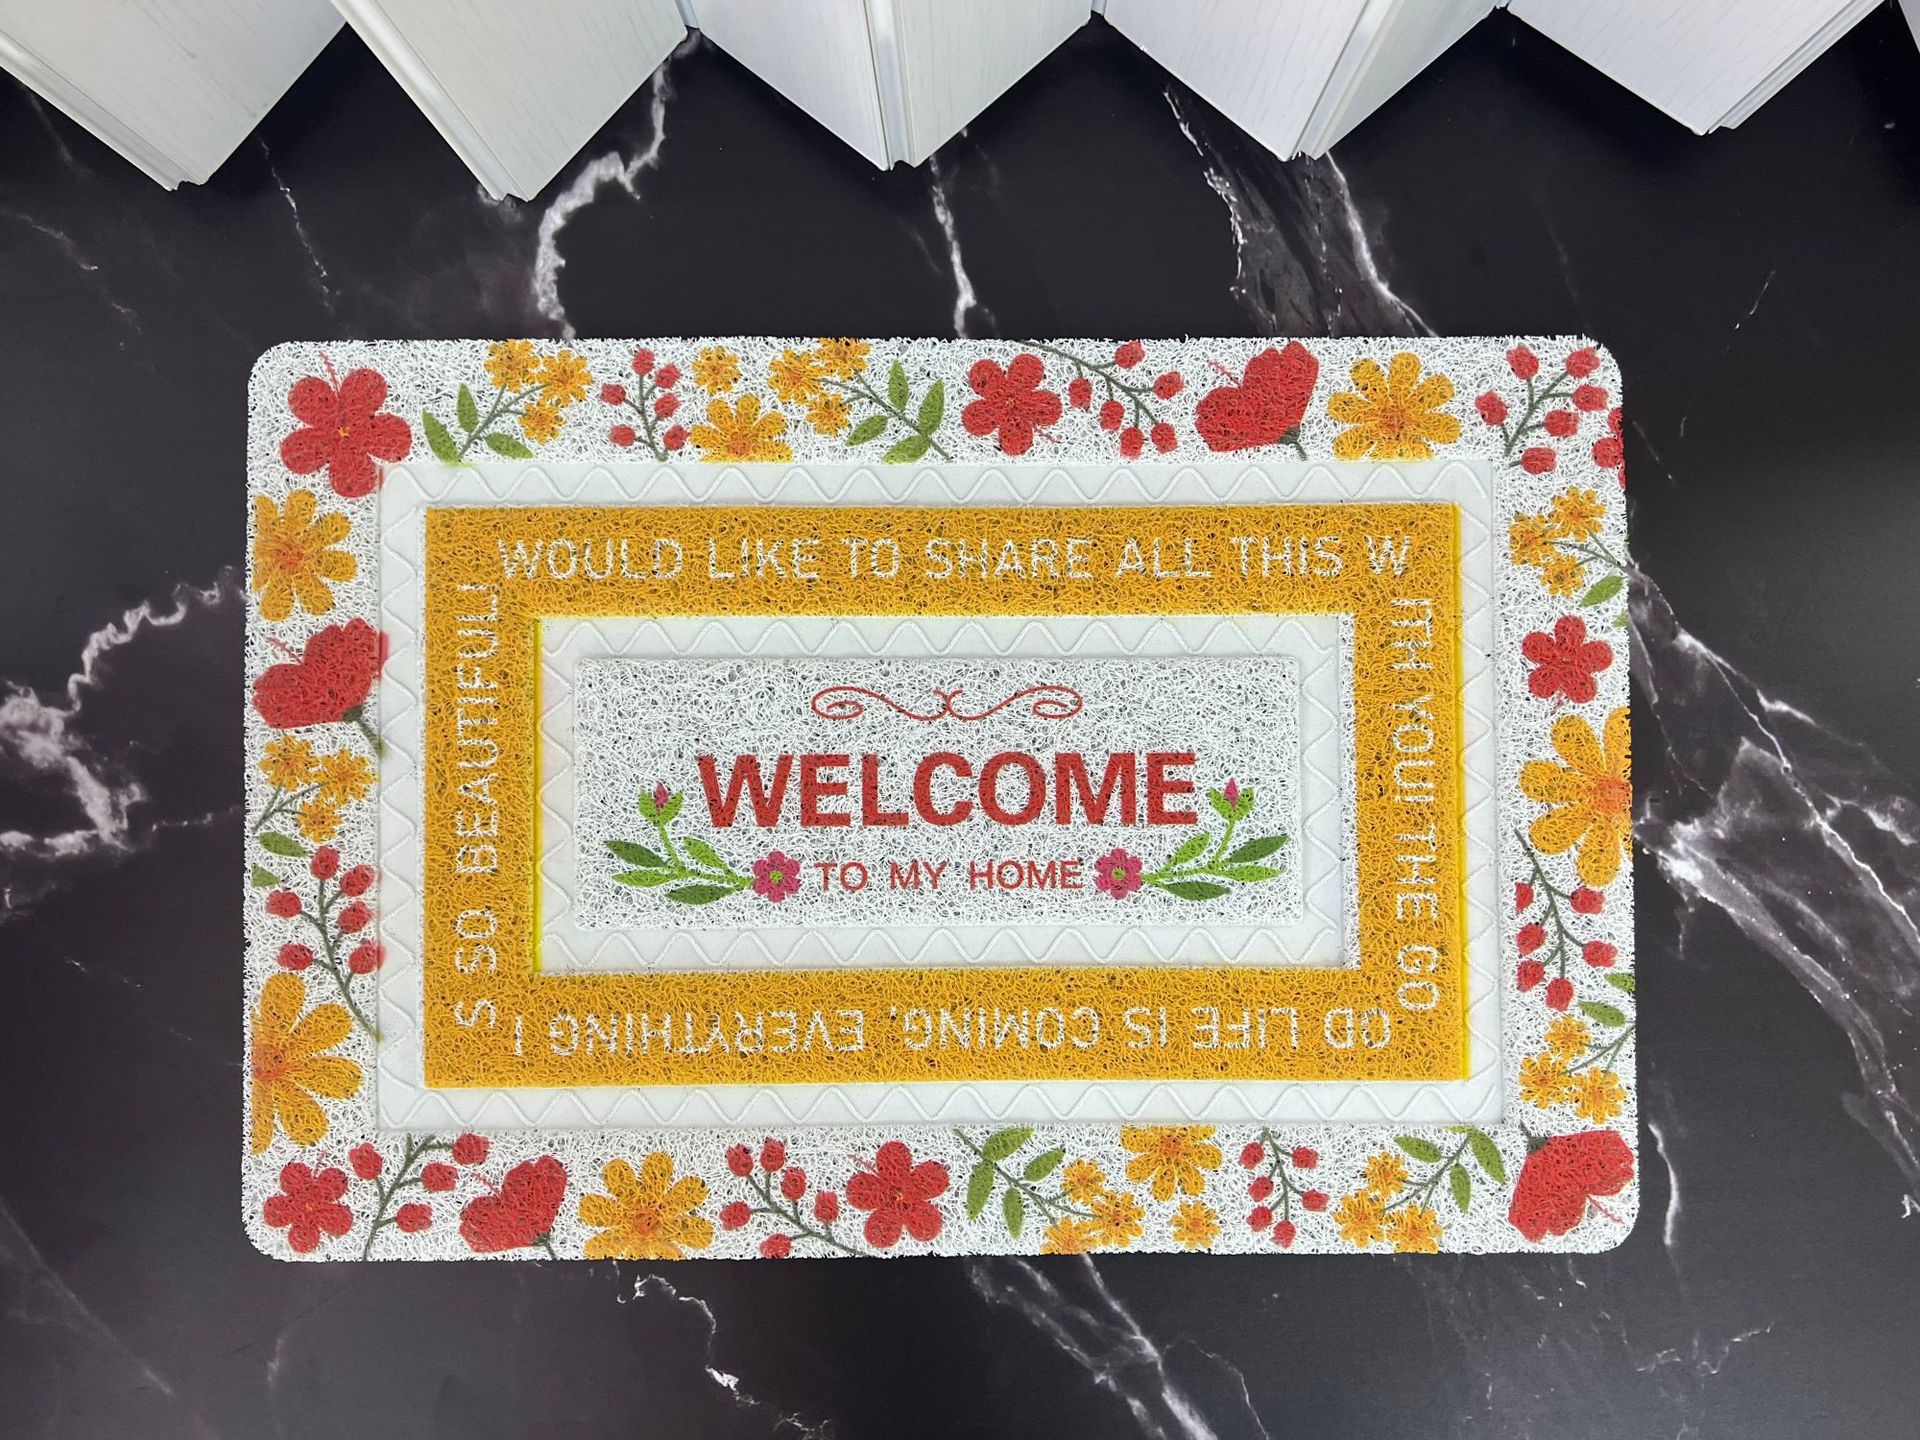 WOULD LIKE TO SHARE ALL THIS W
ITH YOU! THE GO
OD LIFE IS COMING, EVERYTHING I
S SO BEAUTIFUL!
WELCOME
TO MY HOME